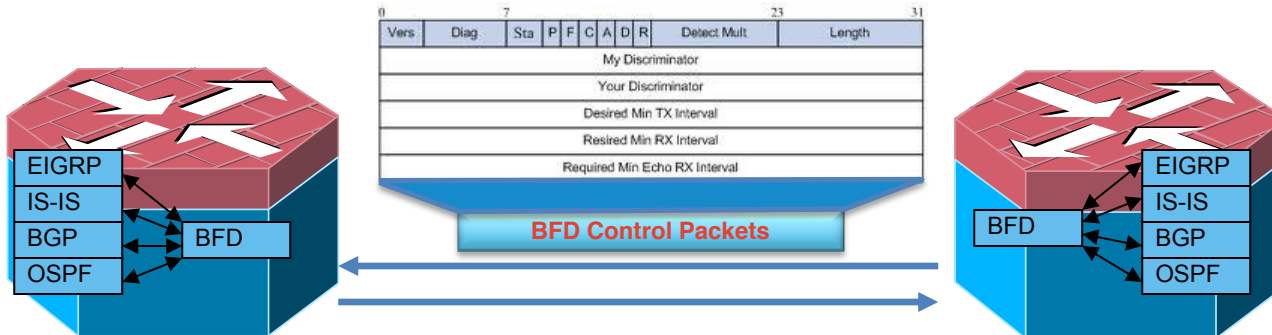 0 7 23 31
Vers Diag Sta P F C A D R Detect Mult Length
My Discriminator
Your Discriminator
Desired Min TX Interval
Resired Min RX Interval
Required Min Echo RX Interval
BFD Control Packets
EIGRP
IS-IS
BGP
OSPF
BFD
BFD
EIGRP
IS-IS
BGP
OSPF